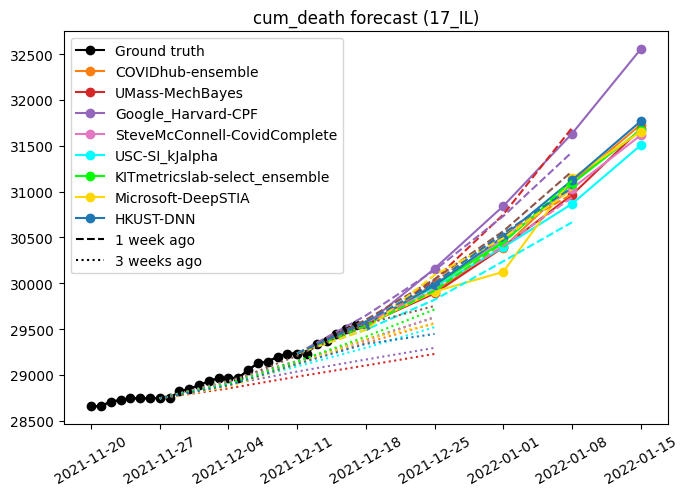 cum_death forecast (17_IL)
32500
32000
31500
31000
30500
30000
29500
29000
28500
Ground truth
COVIDhub-ensemble
UMass-MechBayes
Google_Harvard-CPF
SteveMcConnell-CovidComplete
USC-SI_kJalpha
KITmetricslab-select_ensemble
Microsoft-DeepSTIA
HKUST-DNN
1 week ago
3 weeks ago
2021-11-20
2021-11-27
2021-12-04
2021-12-11
2021-12-18
2021-12-25
2022-01-01
2022-01-08
2022-01-15